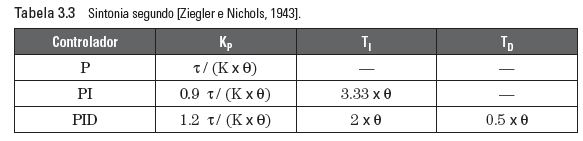 Tabela 3.3 Sintonia segundo [Ziegler e Nichols, 1943].
Controlador K_P T_I T_D
P τ / (K x θ) — —
PI 0.9 τ / (K x θ) 3.33 x θ —
PID 1.2 τ / (K x θ) 2 x θ 0.5 x θ